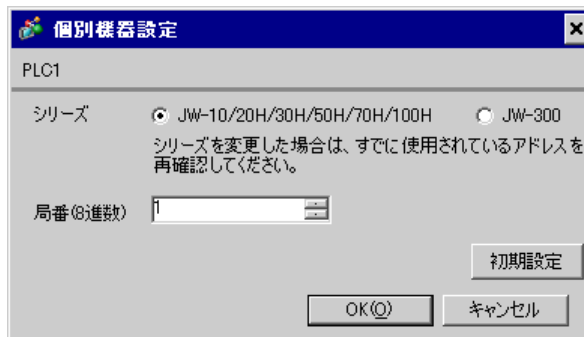 個別機器設定
PLC1
シリーズ
JW-10/20H/30H/50H/70H/100H
JW-300
シリーズを変更した場合は、すでに使用されているアドレスを
再確認してください。
局番(8進数)
1
初期設定
OK(O)
キャンセル